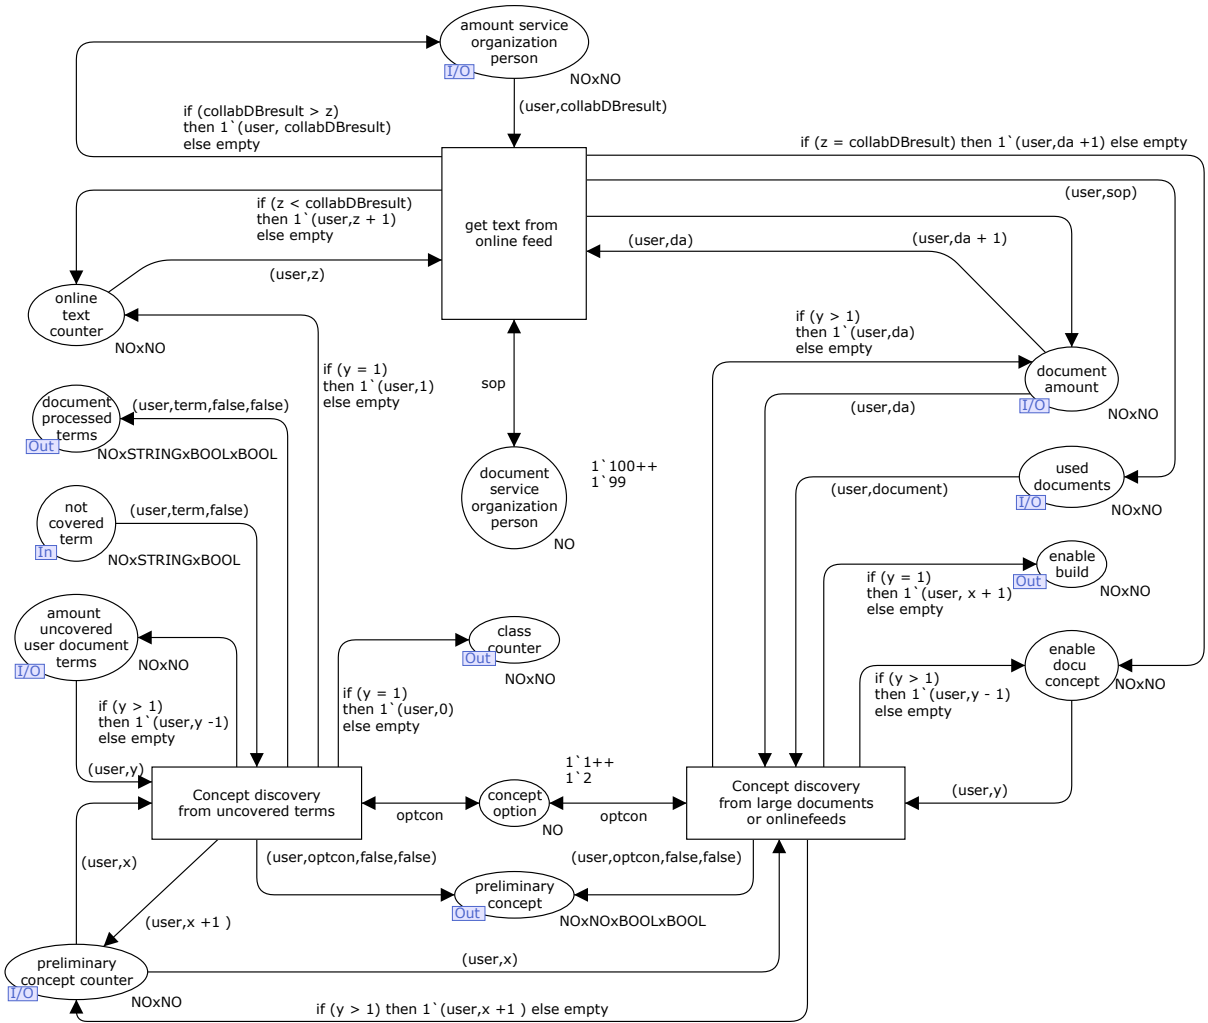 amount service
organization
person
I/O
NOxNO
(user,collabDBresult)
if (collabDBresult > z)
then 1`(user, collabDBresult)
else empty
if (z = collabDBresult) then 1`(user,da +1) else empty
(user,sop)
if (z < collabDBresult)
then 1`(user,z + 1)
else empty
get text from
online feed
(user,da)
(user,da + 1)
(user,z)
online
text
counter
NOxNO
if (y > 1)
then 1`(user,da)
else empty
if (y = 1)
then 1`(user,1)
else empty
sop
document
amount
I/O
NOxNO
(user,da)
document
processed
terms
Out
(user,term,false,false)
NOxSTRINGxBOOLxBOOL
document
service
organization
person
1`100++
1`99
NO
used
documents
I/O
NOxNO
(user,document)
not
covered
term
In
(user,term,false)
NOxSTRINGxBOOL
enable
build
Out
NOxNO
if (y = 1)
then 1`(user, x + 1)
else empty
amount
uncovered
user document
terms
I/O
NOxNO
class
counter
Out
NOxNO
enable
docu
concept
NOxNO
if (y > 1)
then 1`(user,y - 1)
else empty
if (y > 1)
then 1`(user,y -1)
else empty
if (y = 1)
then 1`(user,0)
else empty
(user,y)
Concept discovery
from uncovered terms
1`1++
1`2
concept
option
NO
optcon
optcon
Concept discovery
from large documents
or onlinefeeds
(user,y)
(user,x)
(user,optcon,false,false)
(user,optcon,false,false)
preliminary
concept
Out
NOxNOxBOOLxBOOL
(user,x +1 )
preliminary
concept counter
I/O
NOxNO
(user,x)
if (y > 1) then 1`(user,x +1 ) else empty